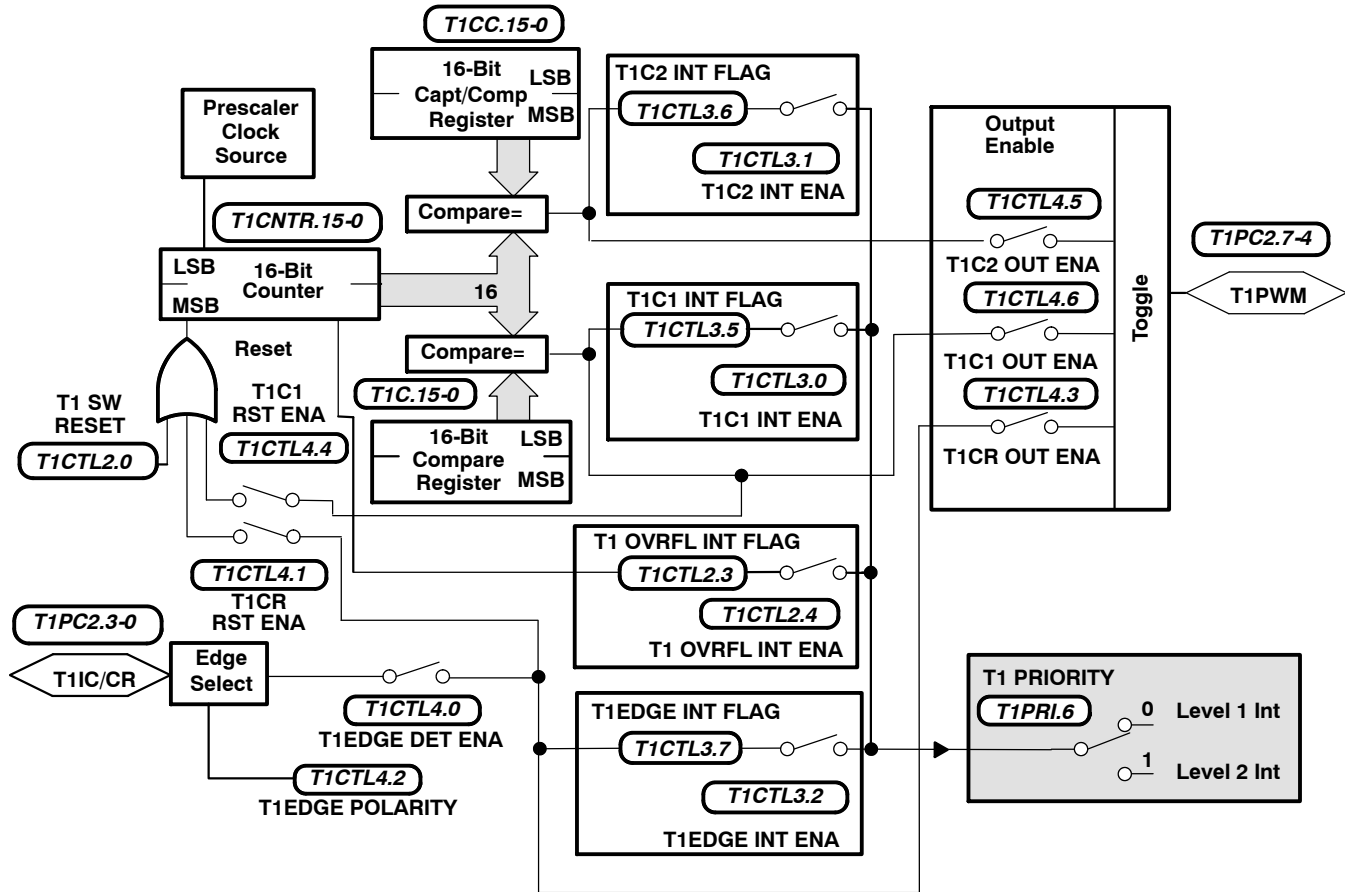 T1CC.15-0
16-Bit
Capt/Comp
Register
LSB
MSB
Prescaler
Clock
Source
T1CNTR.15-0
LSB
MSB
16-Bit
Counter
16
Compare=
Compare=
T1C.15-0
16-Bit
Compare
Register
LSB
MSB
Reset
T1 SW
RESET
T1CTL2.0
T1C1
RST ENA
T1CTL4.4
T1CTL4.1
T1CR
RST ENA
T1PC2.3-0
T1IC/CR
Edge
Select
T1CTL4.0
T1EDGE DET ENA
T1CTL4.2
T1EDGE POLARITY
T1C2 INT FLAG
T1CTL3.6
T1CTL3.1
T1C2 INT ENA
T1C1 INT FLAG
T1CTL3.5
T1CTL3.0
T1C1 INT ENA
T1 OVRFL INT FLAG
T1CTL2.3
T1CTL2.4
T1 OVRFL INT ENA
T1EDGE INT FLAG
T1CTL3.7
T1CTL3.2
T1EDGE INT ENA
Output
Enable
T1CTL4.5
T1C2 OUT ENA
T1CTL4.6
T1C1 OUT ENA
T1CTL4.3
T1CR OUT ENA
Toggle
T1PC2.7-4
T1PWM
T1 PRIORITY
T1PRI.6
0
Level 1 Int
1
Level 2 Int